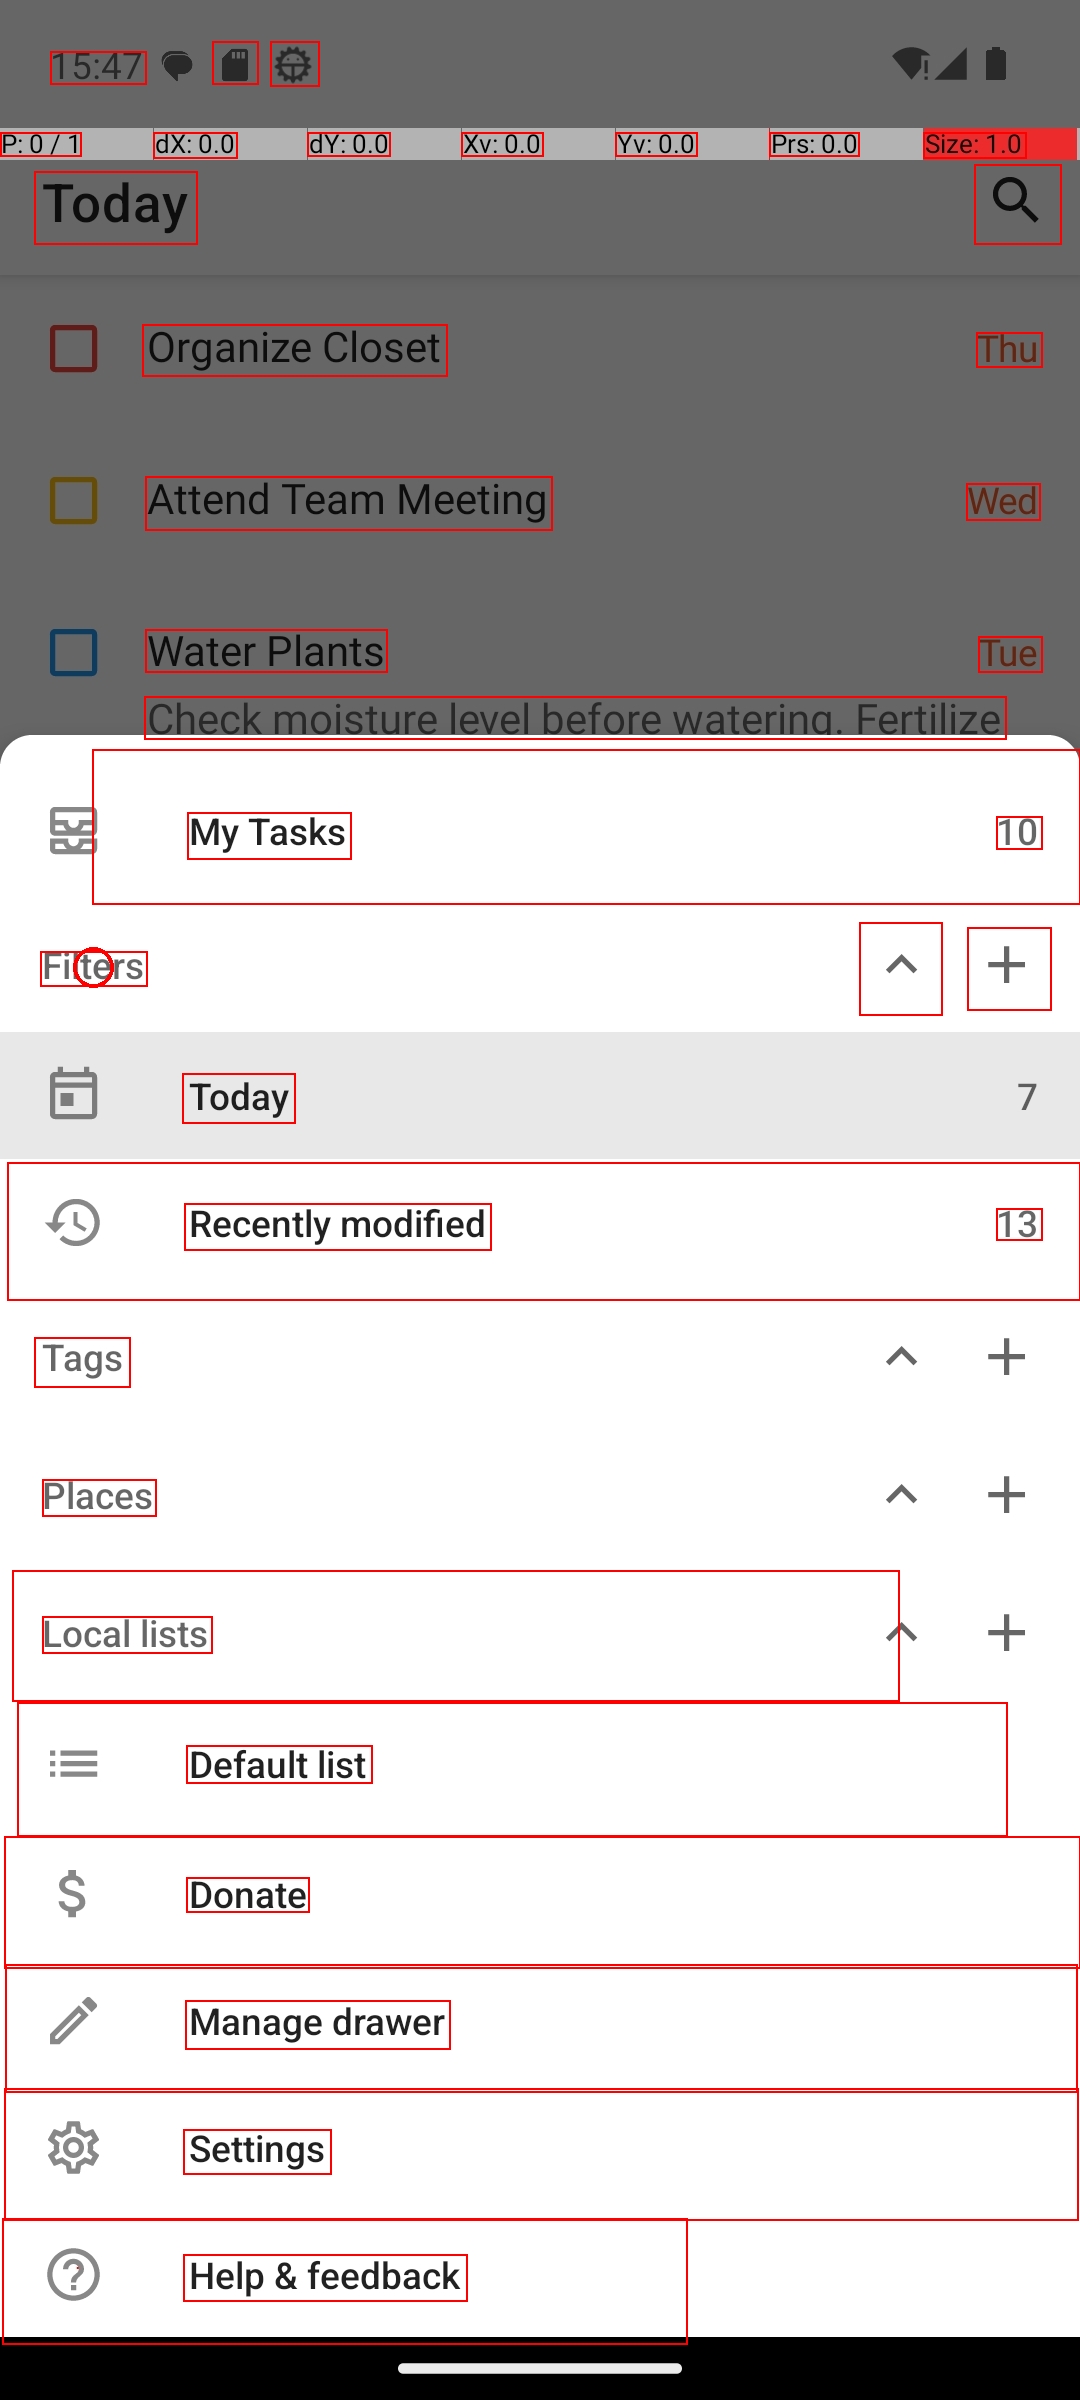 15:47
P: 0 / 1 dX: 0.0 dY: 0.0 Xv: 0.0 Yv: 0.0 Prs: 0.0 Size: 1.0
Today
Organize Closet Thu
Attend Team Meeting Wed
Water Plants Tue
Check moisture level before watering. Fertilize
My Tasks 10
Filters
Today 7
Recently modified 13
Tags
Places
Local lists
Default list
Donate
Manage drawer
Settings
Help & feedback